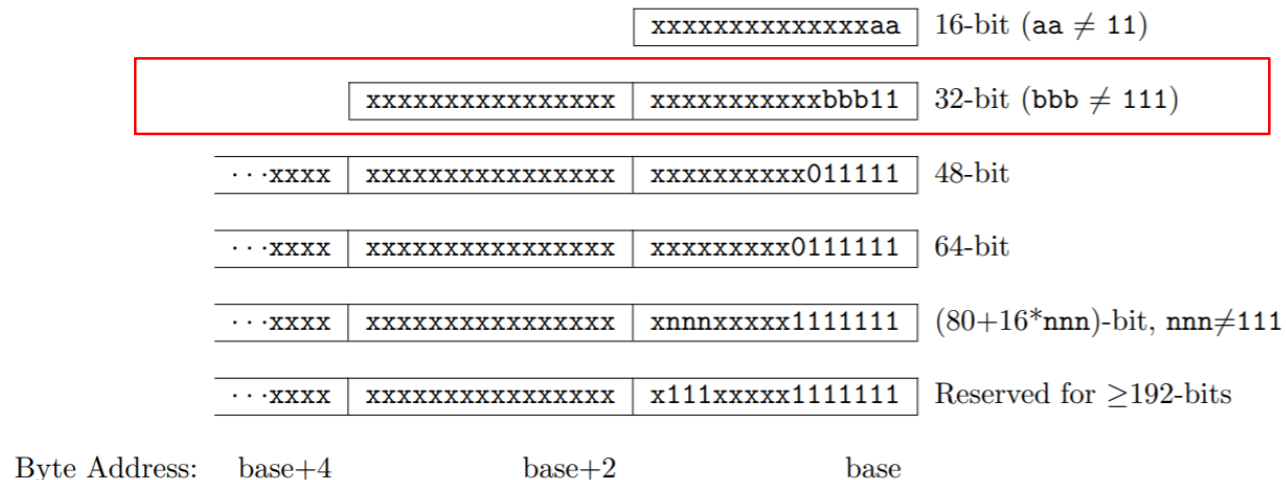 xxxxxxxxxxxxxxaa 16-bit (aa ≠ 11)
xxxxxxxxxxxxxxxx xxxxxxxxxxxbbb11 32-bit (bbb ≠ 111)
···xxxx xxxxxxxxxxxxxxxx xxxxxxxxxx011111 48-bit
···xxxx xxxxxxxxxxxxxxxx xxxxxxxxx0111111 64-bit
···xxxx xxxxxxxxxxxxxxxx xnnnxxxxx1111111 (80+16*nnn)-bit, nnn≠111
···xxxx xxxxxxxxxxxxxxxx x111xxxxx1111111 Reserved for ≥192-bits
Byte Address: base+4 base+2 base